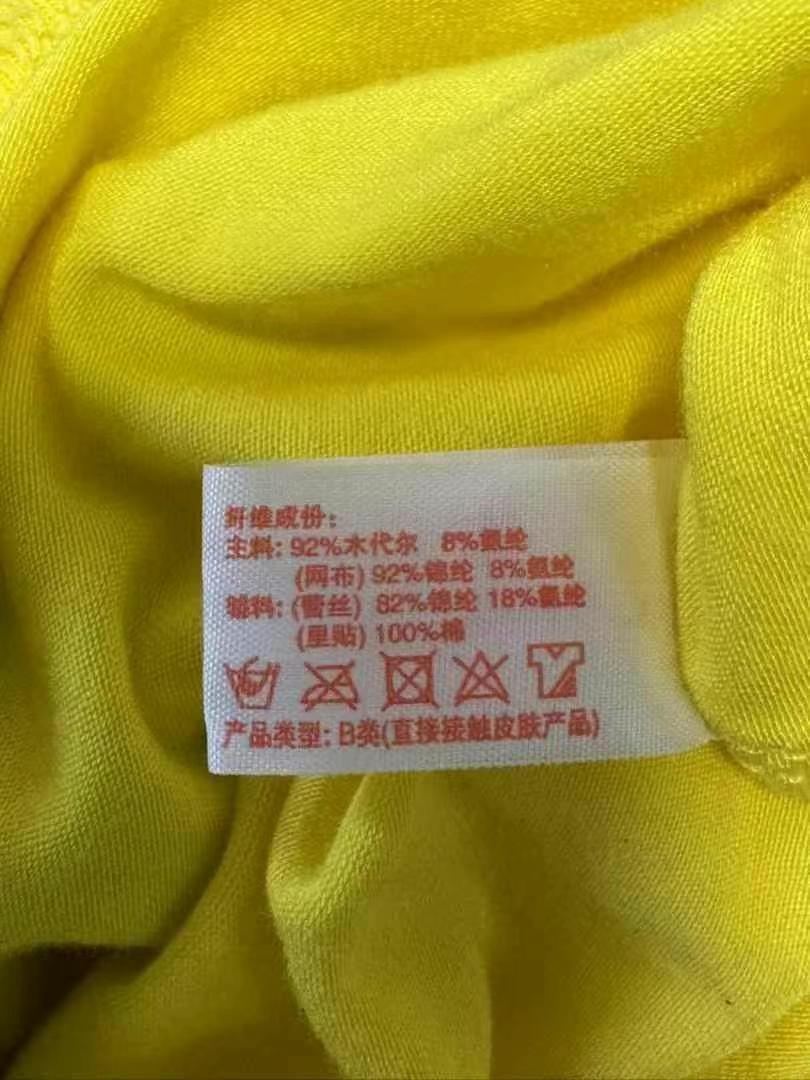 纤维成份：
主料：92%木代尔 8%氨纶
(网布) 92%锦纶 8%氨纶
辅料：(蕾丝) 82%锦纶 18%氨纶
(里贴) 100%棉
产品类型：B类(直接接触皮肤产品)